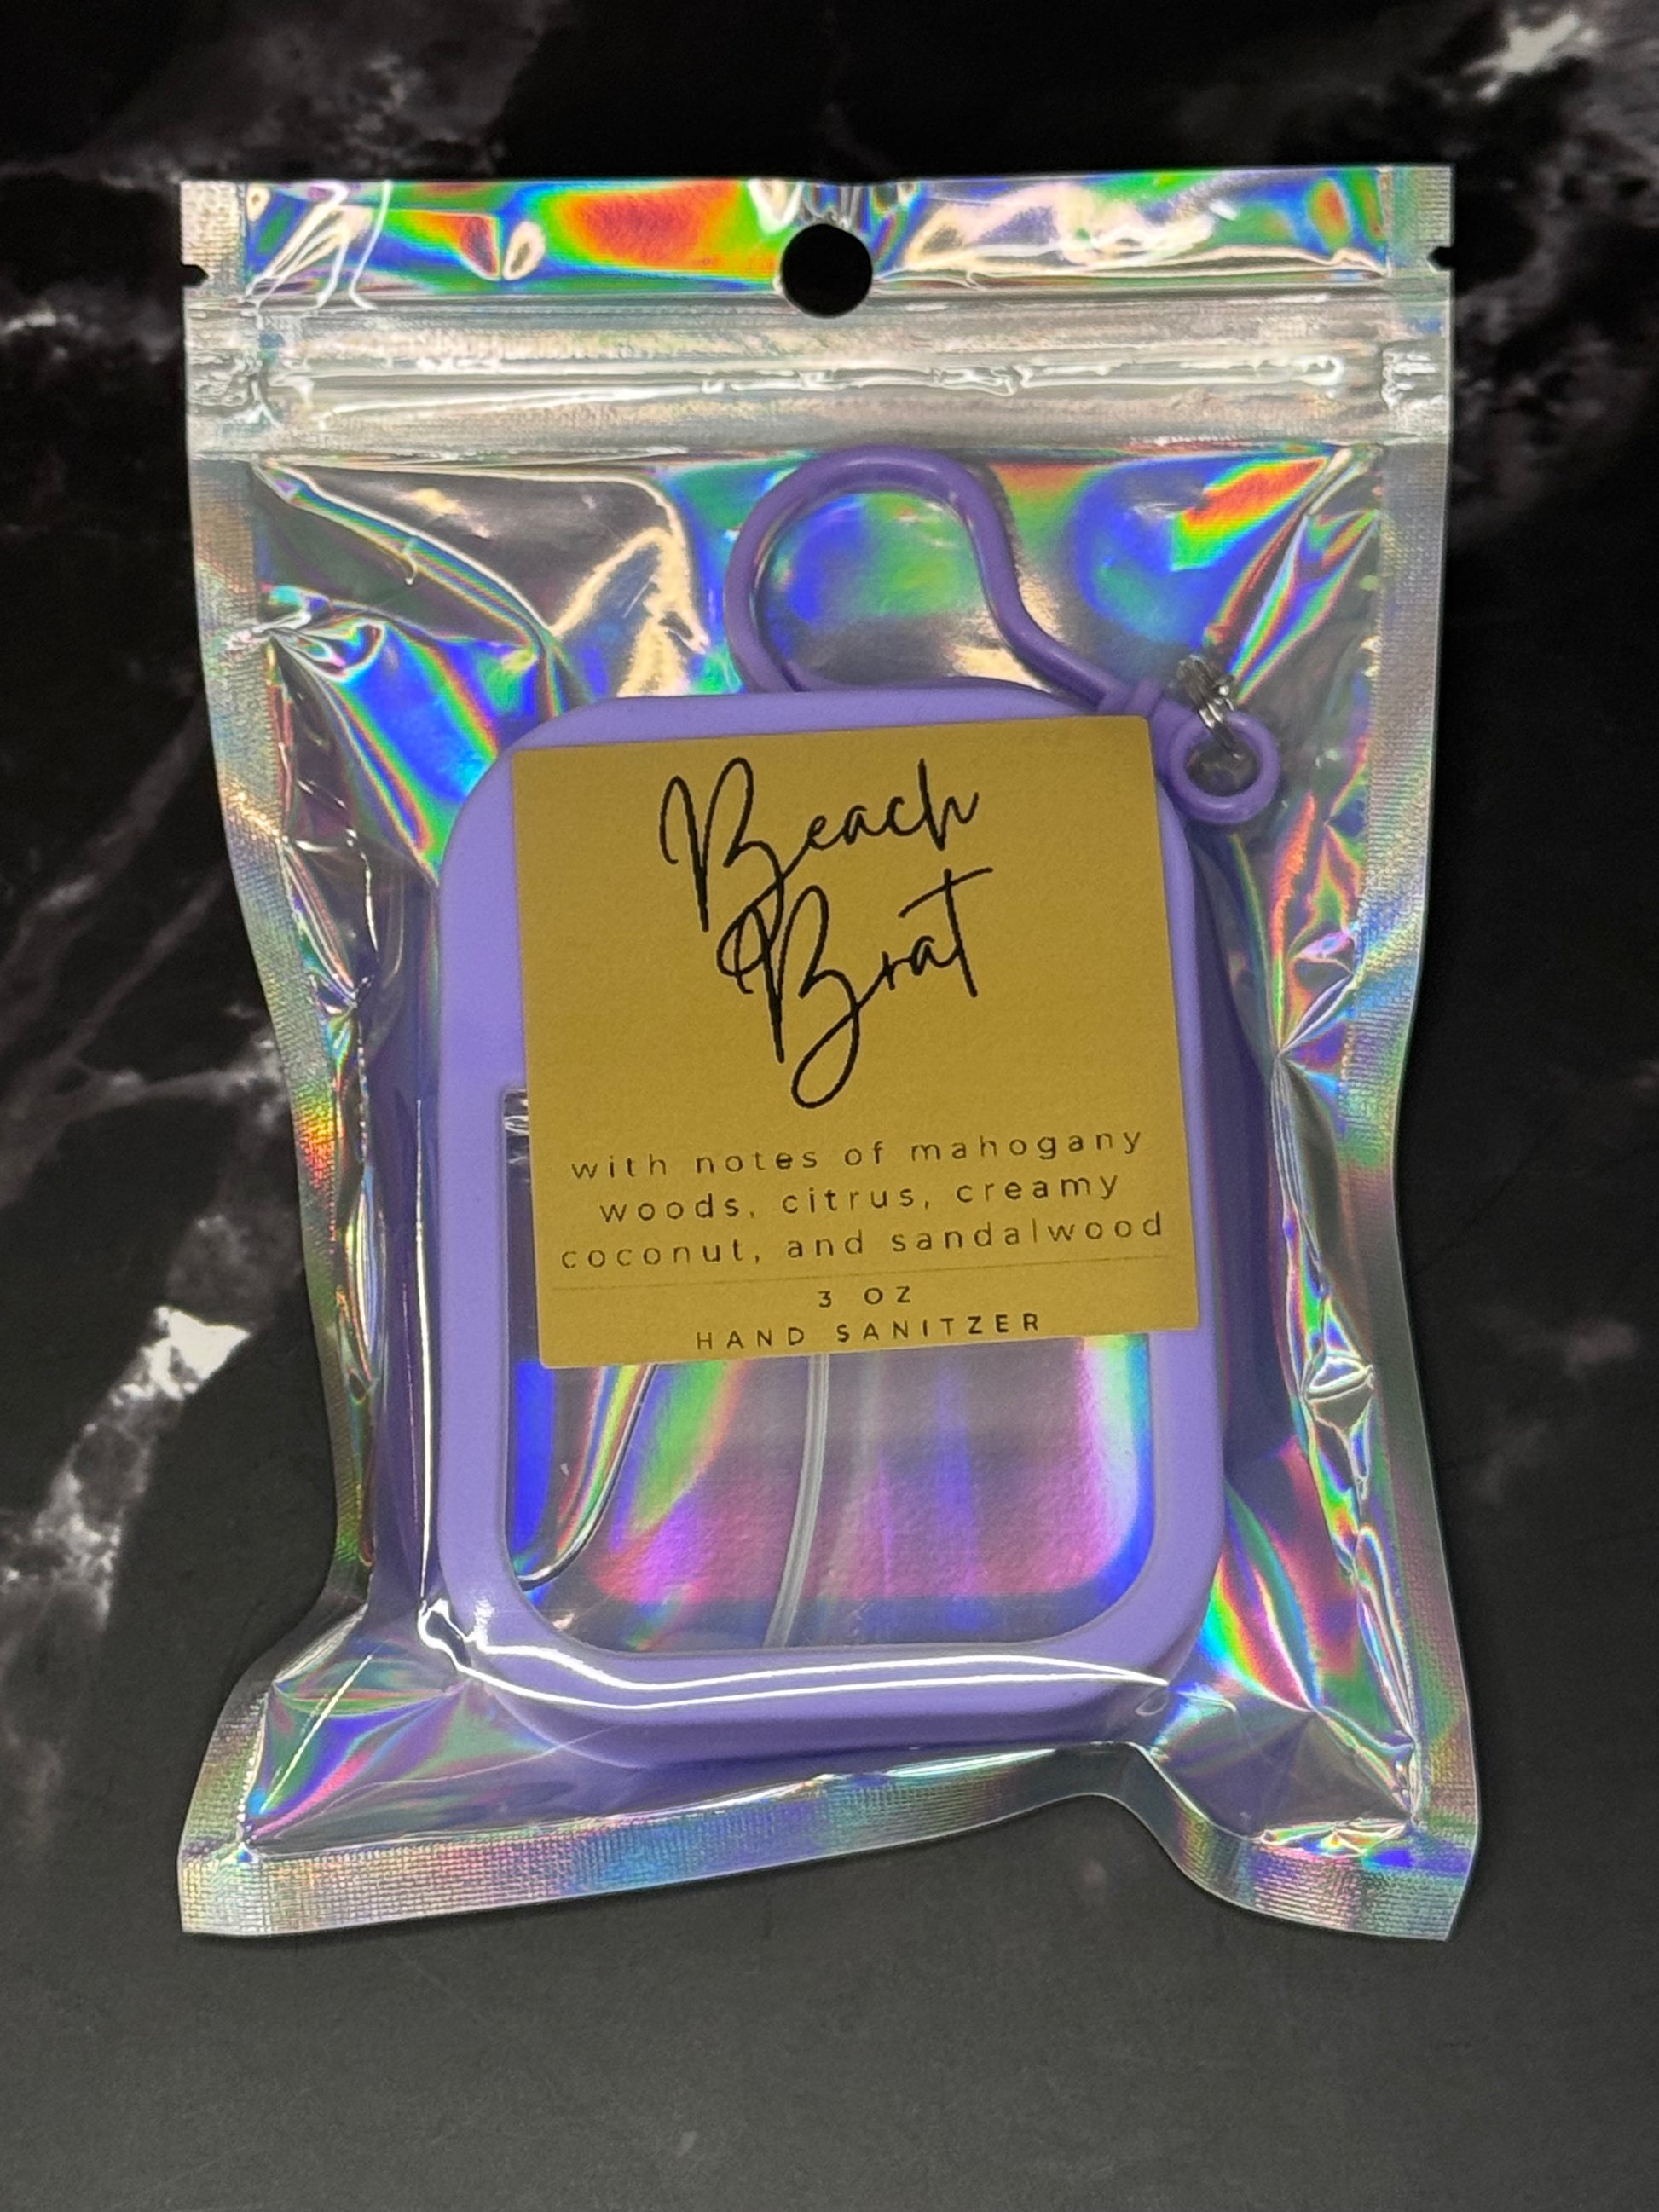 Beach
Brat
with notes of mahogany
woods, citrus, creamy
coconut, and sandalwood
3 OZ
HAND SANITZER